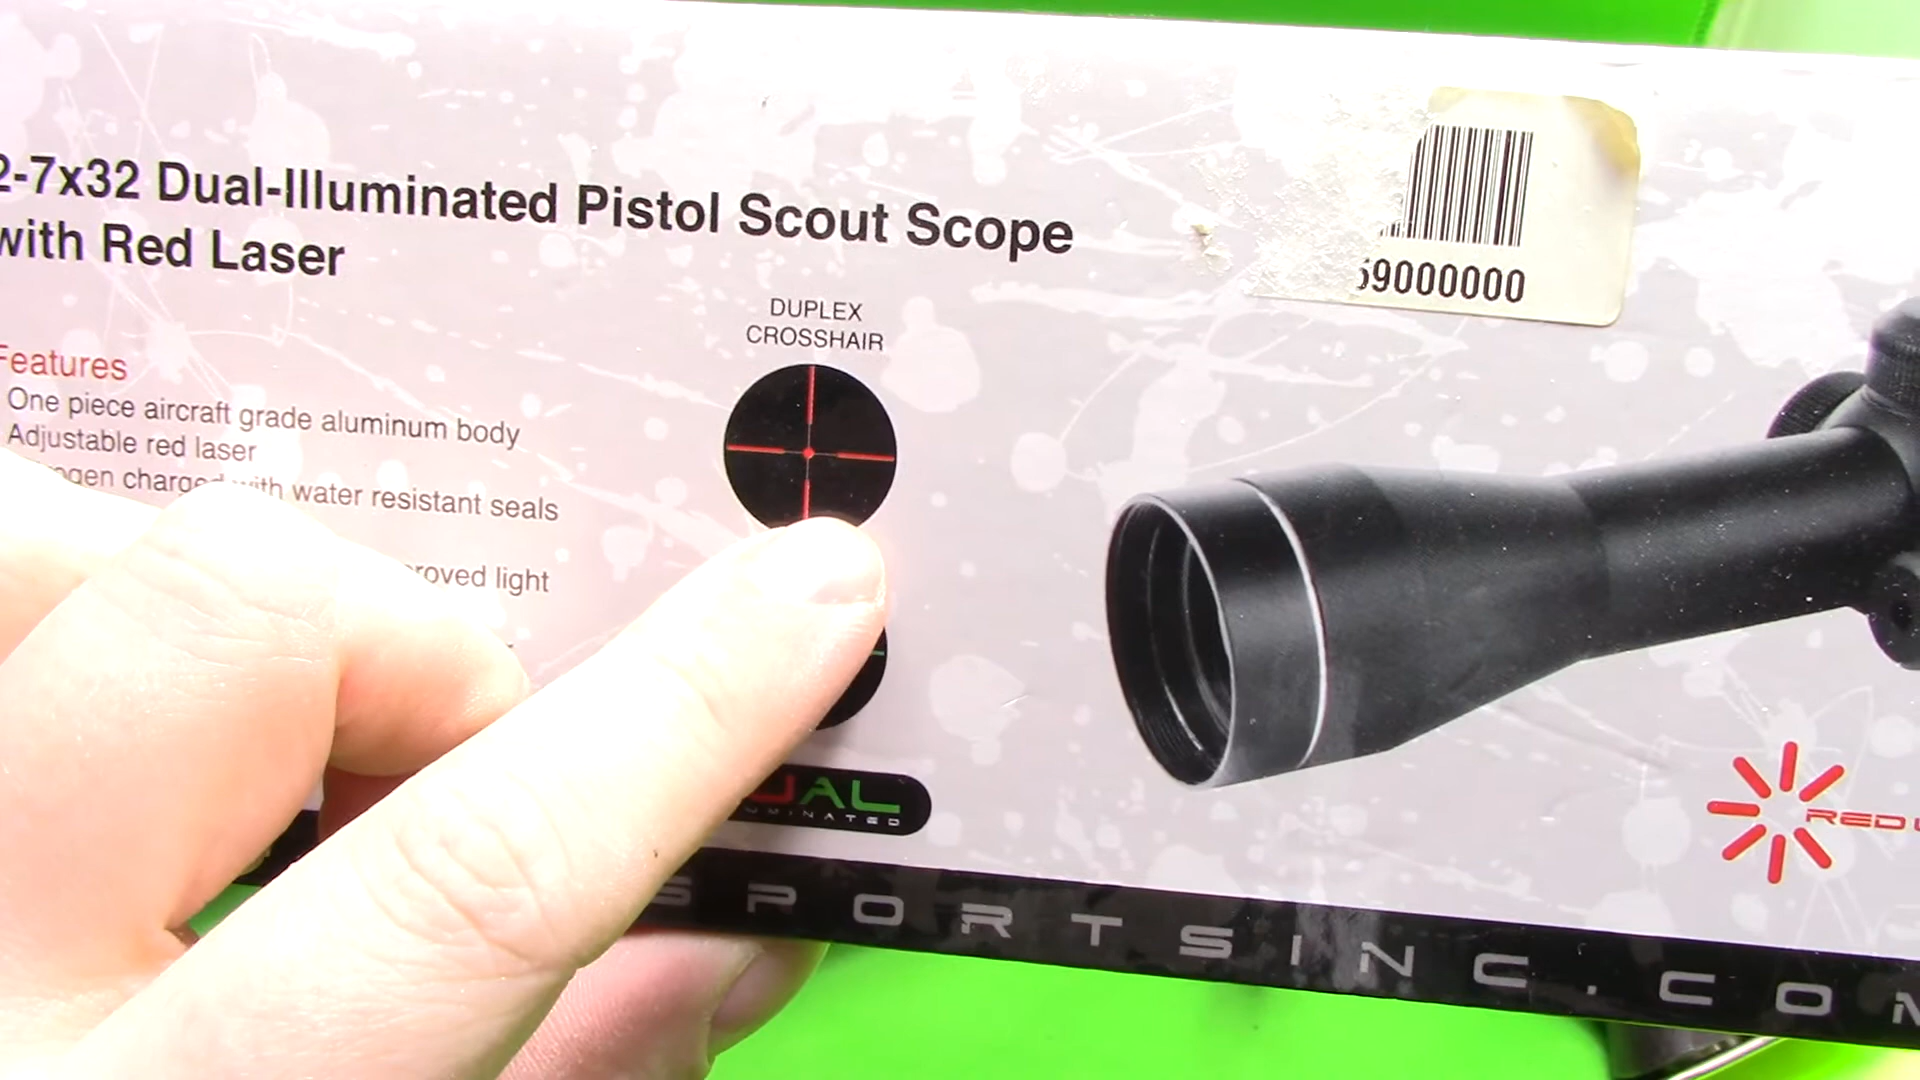 2-7x32 Dual-Illuminated Pistol Scout Scope
with Red Laser
59000000
DUPLEX
CROSSHAIR
Features
One piece aircraft grade aluminum body
Adjustable red laser
with water resistant seals
light
RED
SPORTSINC.COM